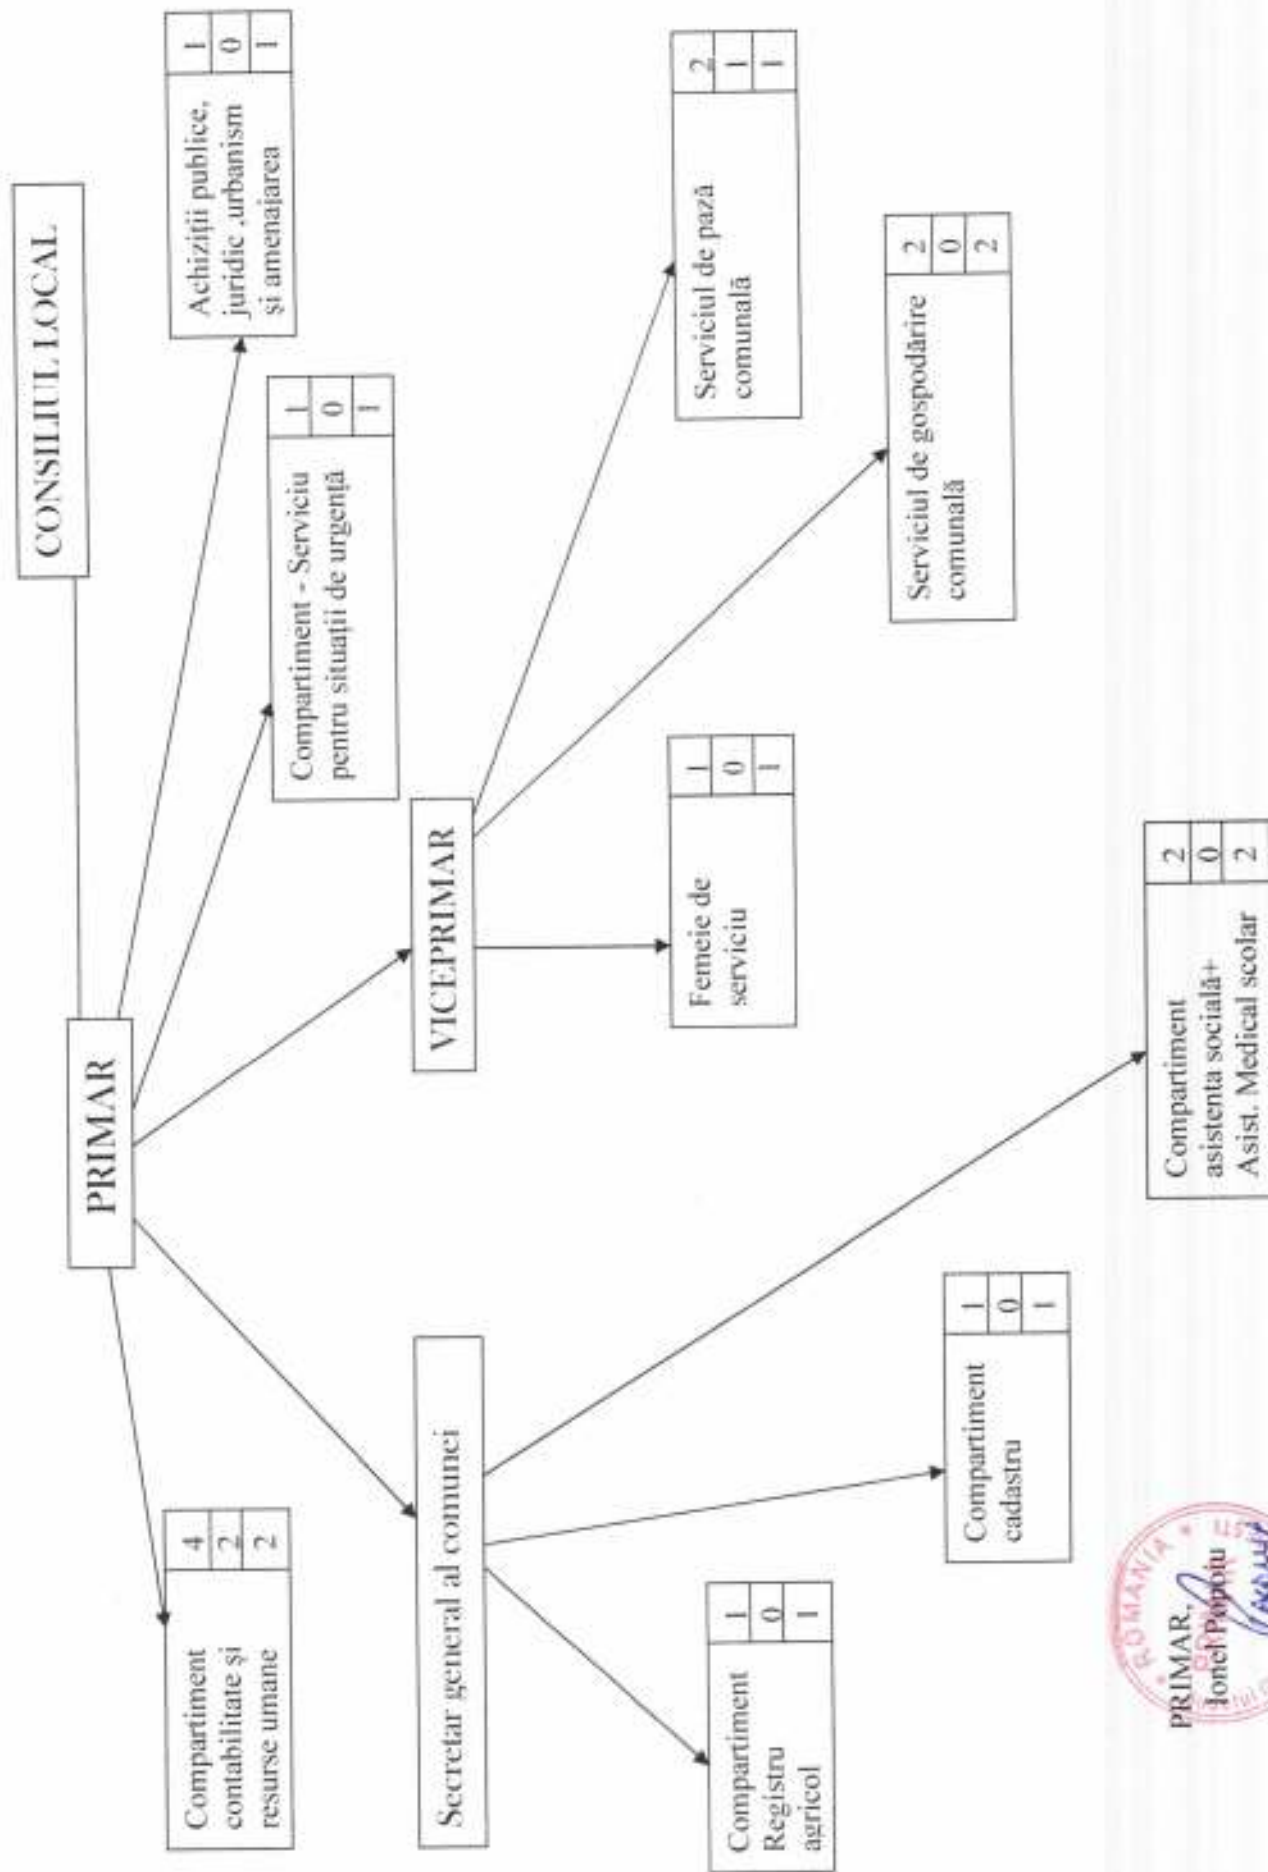 CONSILIUL LOCAL
PRIMAR
Compartiment
contabilitate și
resurse umane
4
2
2
Compartiment - Serviciu
pentru situații de urgență
1
0
1
Achiziții publice,
juridic ,urbanism
și amenajarea
1
0
1
Secretar general al comunei
VICEPRIMAR
Compartiment
Registru
agricol
1
0
1
Compartiment
cadastru
1
0
1
Compartiment
asistenta socială+
Asist. Medical scolar
2
0
2
Femeie de
serviciu
1
0
1
Serviciul de gospodărire
comunală
2
0
2
Serviciul de pază
comunală
2
1
1
PRIMAR,
Ionel Papoiu
ROMANIA